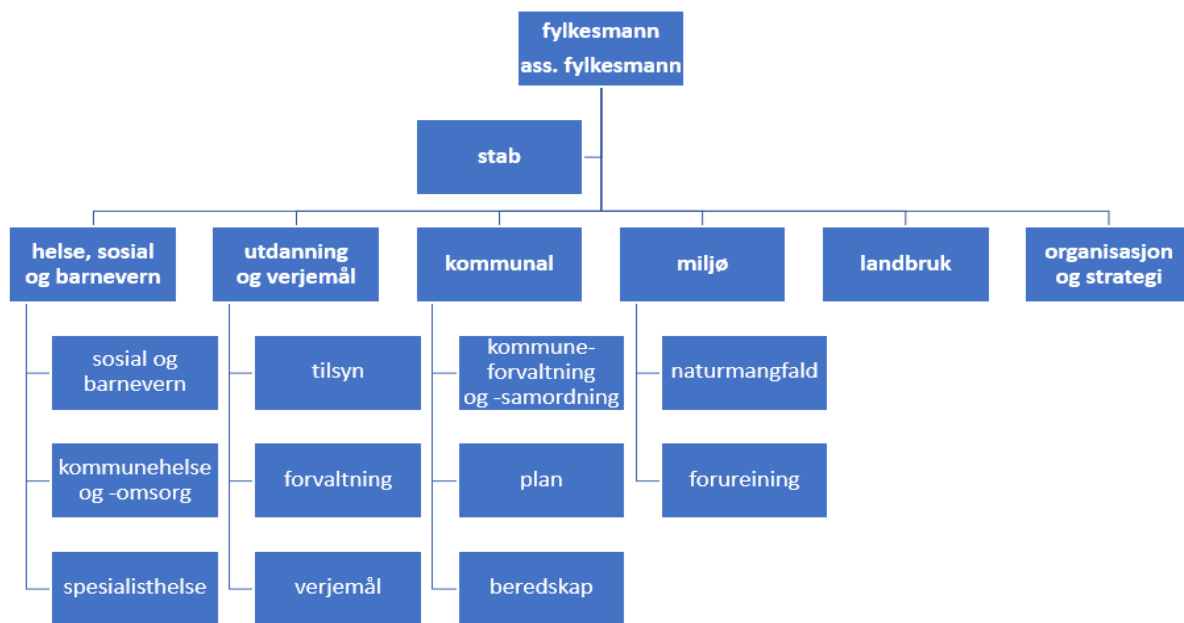 fylkesmann
ass. fylkesmann
stab
helse, sosial
og barnevern
utdanning
og verjemål
kommunal
miljø
landbruk
organisasjon
og strategi
sosial og
barnevern
kommunehelse
og -omsorg
spesialisthelse
tilsyn
forvaltning
verjemål
kommune-
forvaltning
og -samordning
plan
beredskap
naturmangfald
forureining